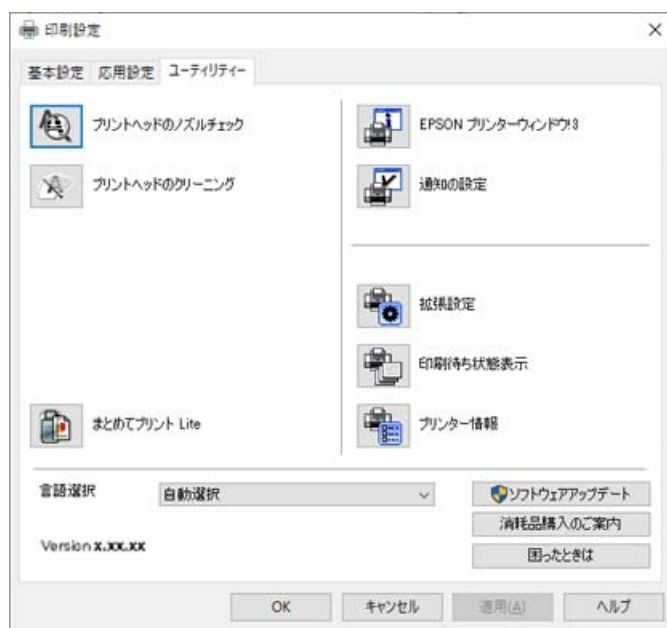 印刷設定
基本設定 応用設定 ユーティリティー
プリントヘッドのノズルチェック
プリントヘッドのクリーニング
まとめてプリント Lite
EPSON プリンターウィンドウ!3
通知の設定
拡張設定
印刷待ち状態表示
プリンター情報
言語選択 自動選択
Version x.xx.xx
ソフトウェアアップデート
消耗品購入のご案内
困ったときは
OK キャンセル 適用(A) ヘルプ